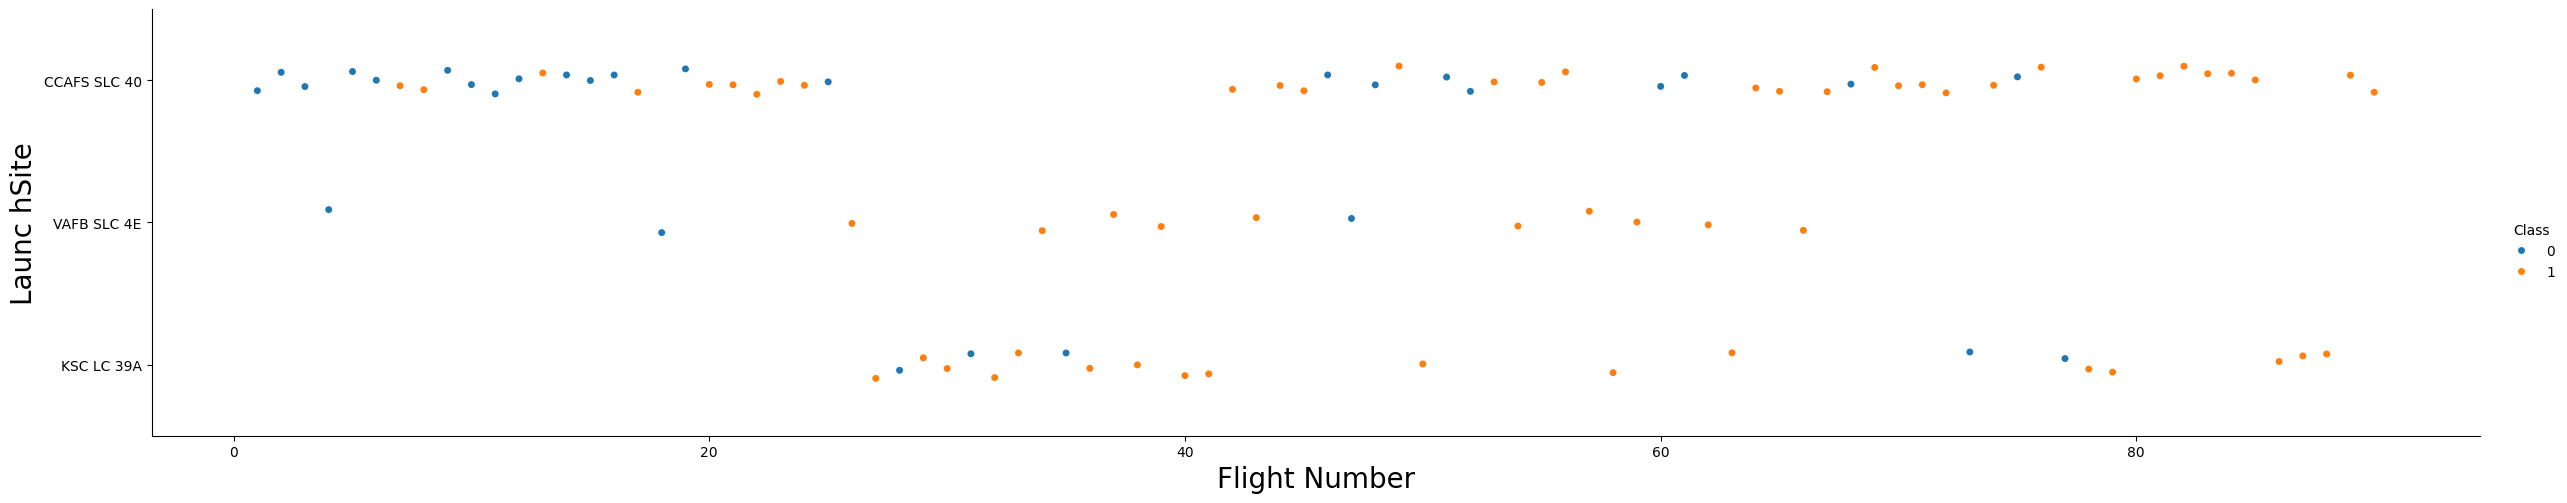 Launc hSite
CCAFS SLC 40
VAFB SLC 4E
KSC LC 39A
0 20 40 60 80
Flight Number
Class
0
1